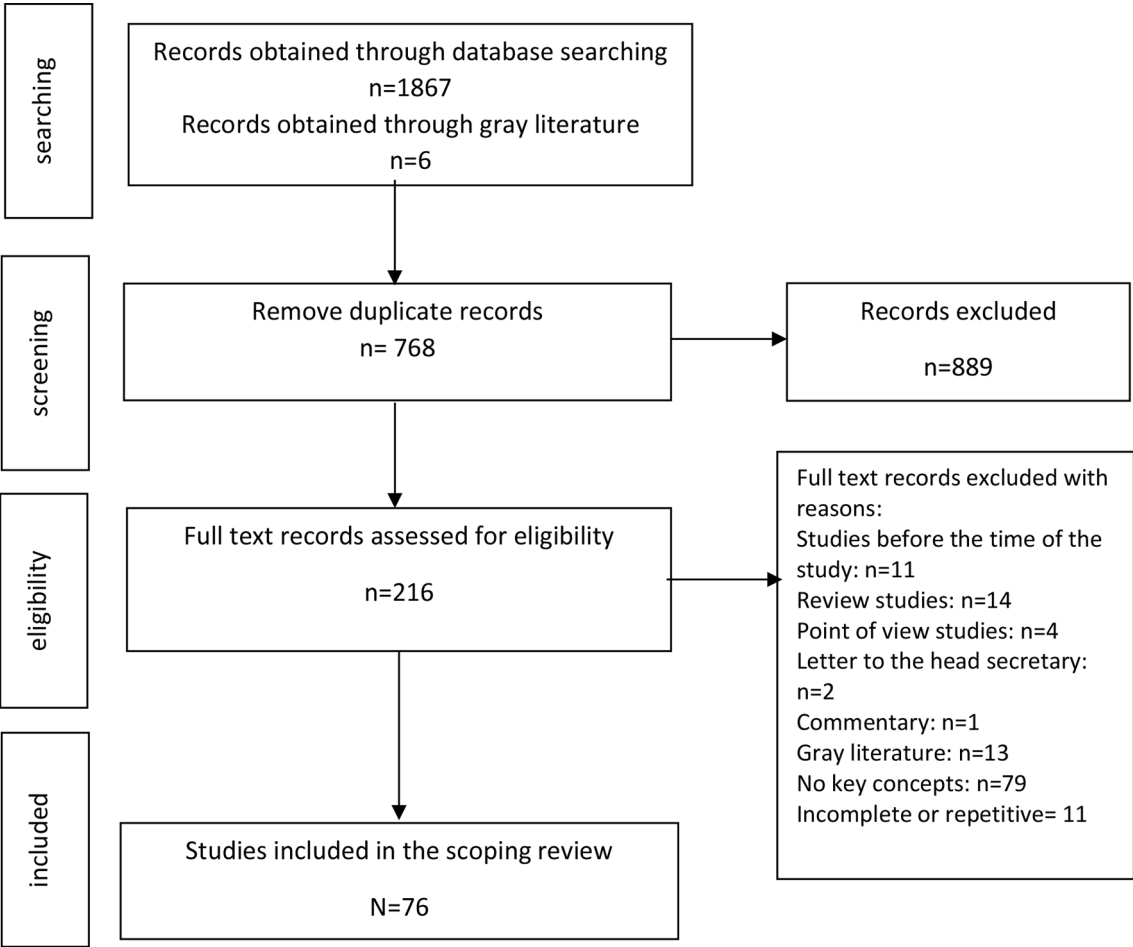 searching
Records obtained through database searching
n=1867
Records obtained through gray literature
n=6
screening
Remove duplicate records
n= 768
Records excluded
n=889
eligibility
Full text records assessed for eligibility
n=216
Full text records excluded with
reasons:
Studies before the time of the
study: n=11
Review studies: n=14
Point of view studies: n=4
Letter to the head secretary:
n=2
Commentary: n=1
Gray literature: n=13
No key concepts: n=79
Incomplete or repetitive= 11
included
Studies included in the scoping review
N=76